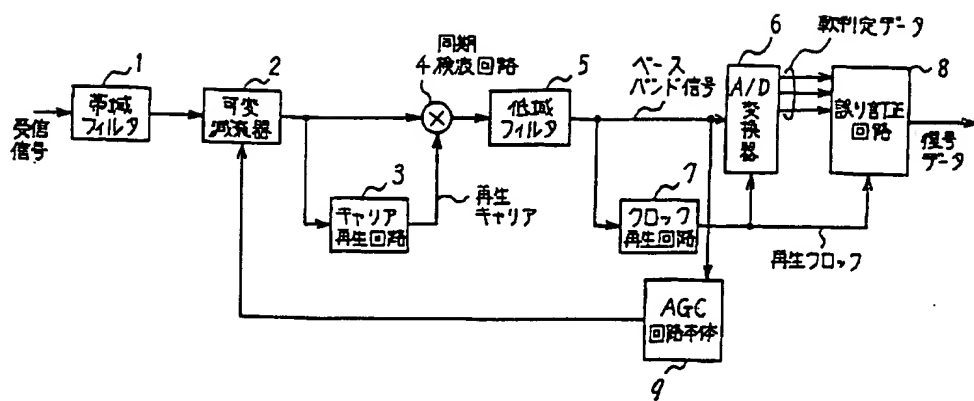 1
帯域
フィルタ
受信
信号
2
可変
減衰器
同期
4 検波回路
3
キャリア
再生回路
再生
キャリア
5
低域
フィルタ
ベース
バンド信号
6
A/D
変換器
軟判定データ
7
クロック
再生回路
再生クロック
8
誤り訂正
回路
復号
データ
AGC
回路本体
9